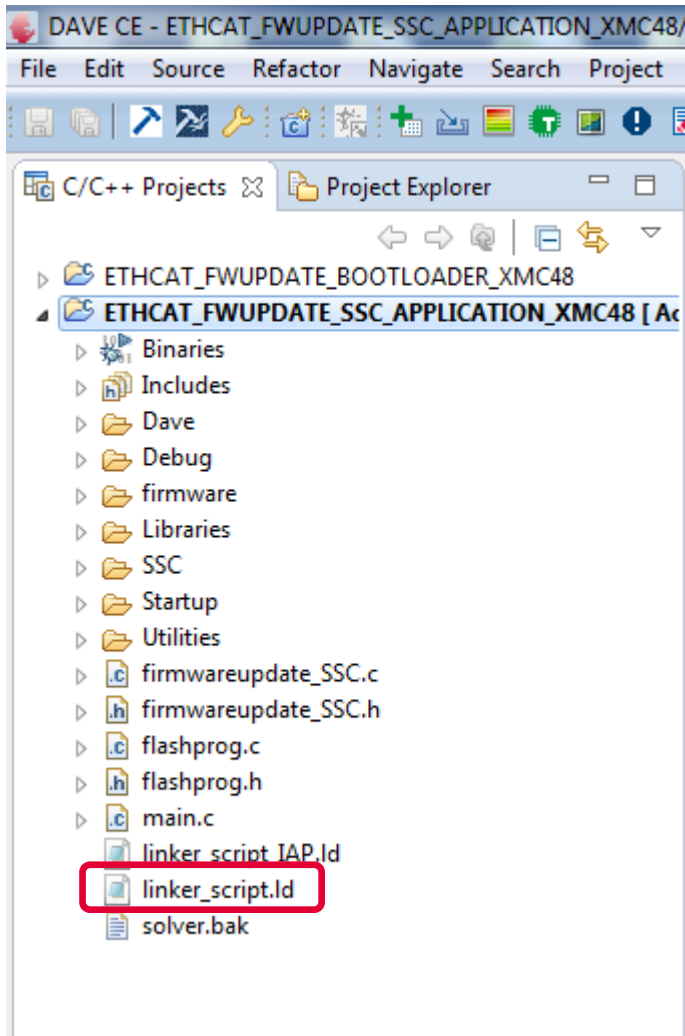 DAVE CE - ETHCAT_FWUPDATE_SSC_APPLICATION_XMC48/
File Edit Source Refactor Navigate Search Project
C/C++ Projects Project Explorer
ETHCAT_FWUPDATE_BOOTLOADER_XMC48
ETHCAT_FWUPDATE_SSC_APPLICATION_XMC48 [ Ac
Binaries
Includes
Dave
Debug
firmware
Libraries
SSC
Startup
Utilities
firmwareupdate_SSC.c
firmwareupdate_SSC.h
flashprog.c
flashprog.h
main.c
linker_script_IAP.ld
linker_script.ld
solver.bak